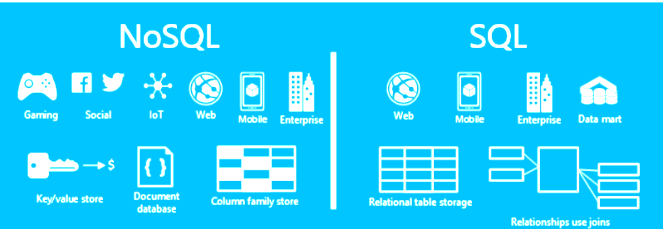 NoSQL
SQL
Gaming
Social
IoT
Web
Mobile
Enterprise
Web
Mobile
Enterprise
Data mart
$
{ }
Key/value store
Document
database
Column family store
Relational table storage
Relationships use joins